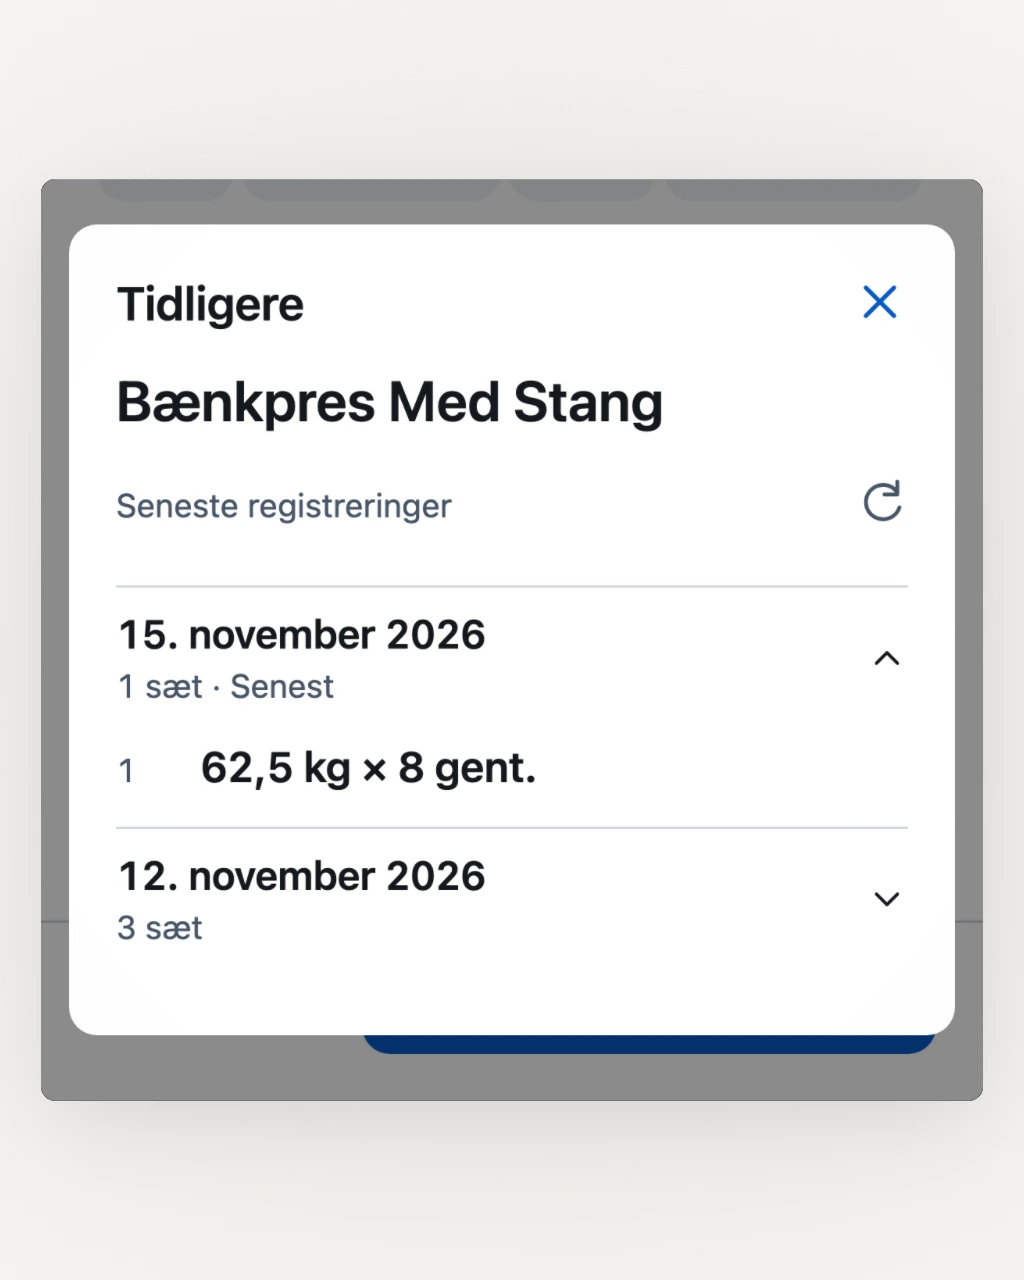 Tidligere
Bænkpres Med Stang
Seneste registreringer
15. november 2026
1 sæt · Senest
1 62,5 kg × 8 gent.
12. november 2026
3 sæt